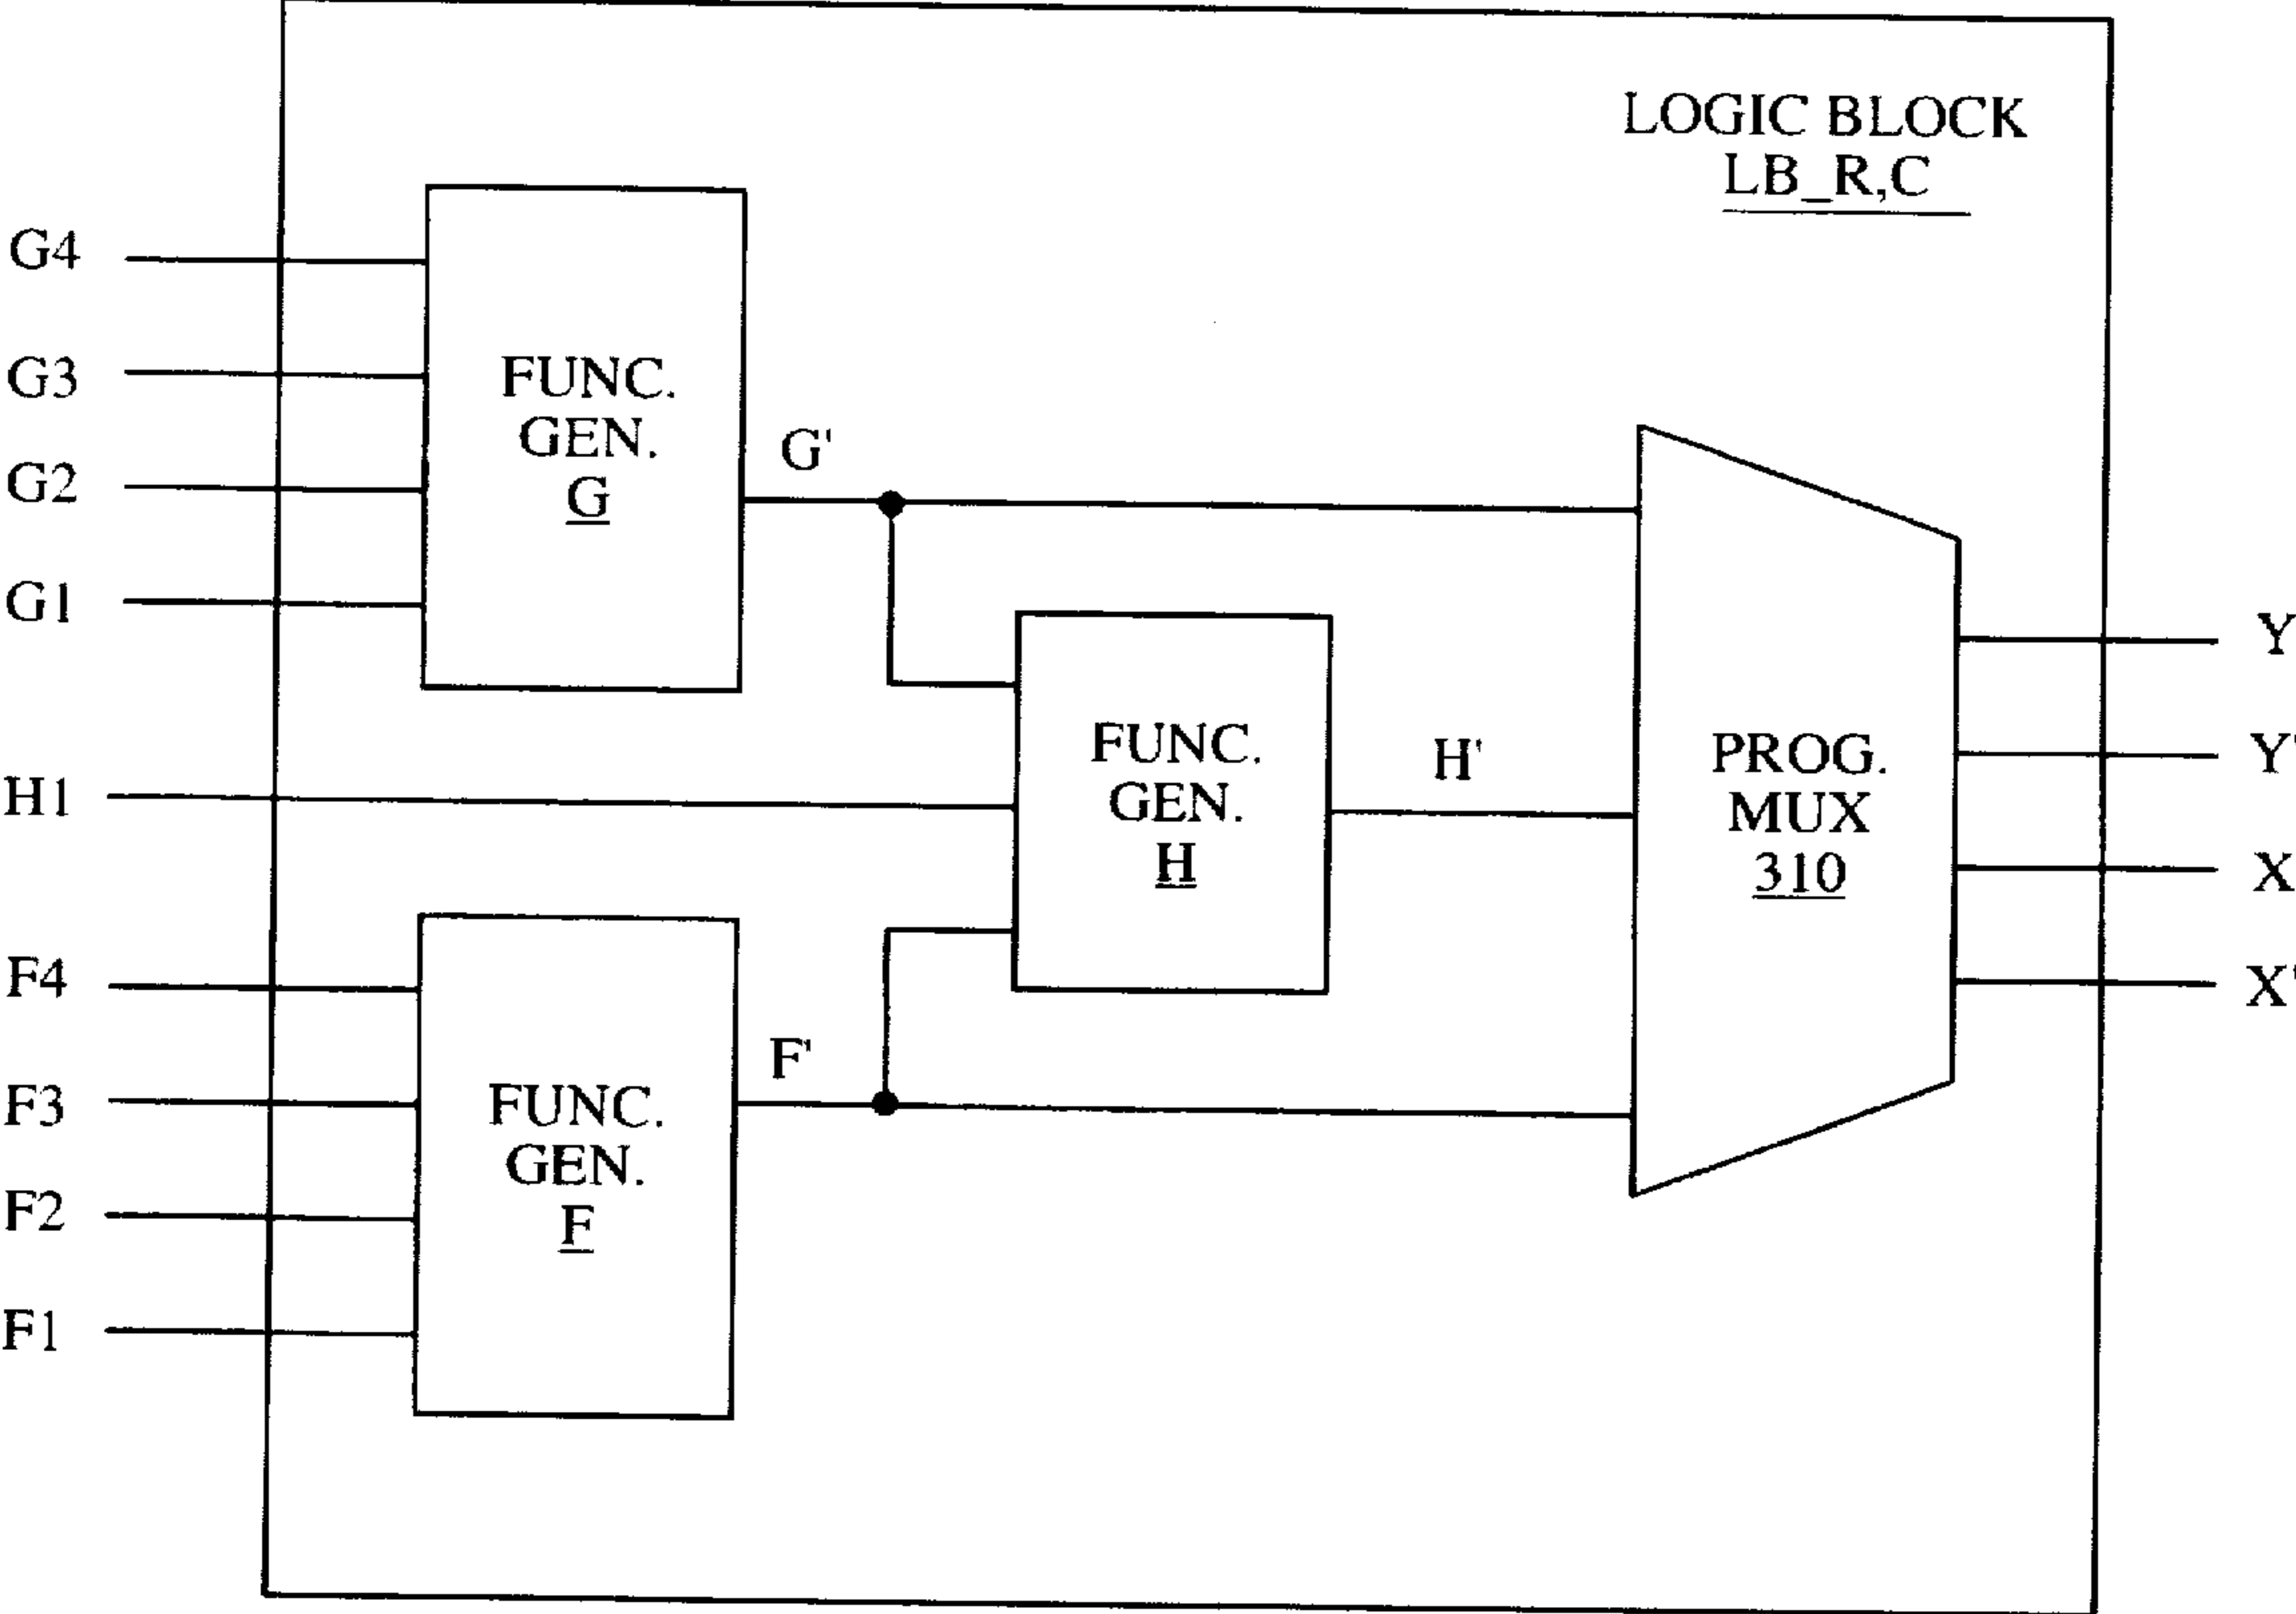 LOGIC BLOCK
LB_R,C
G4
G3
G2
G1
FUNC.
GEN.
G
G'
H1
FUNC.
GEN.
H
H'
F4
F3
F2
F1
FUNC.
GEN.
F
F'
PROG.
MUX
310
Y
Y'
X
X'